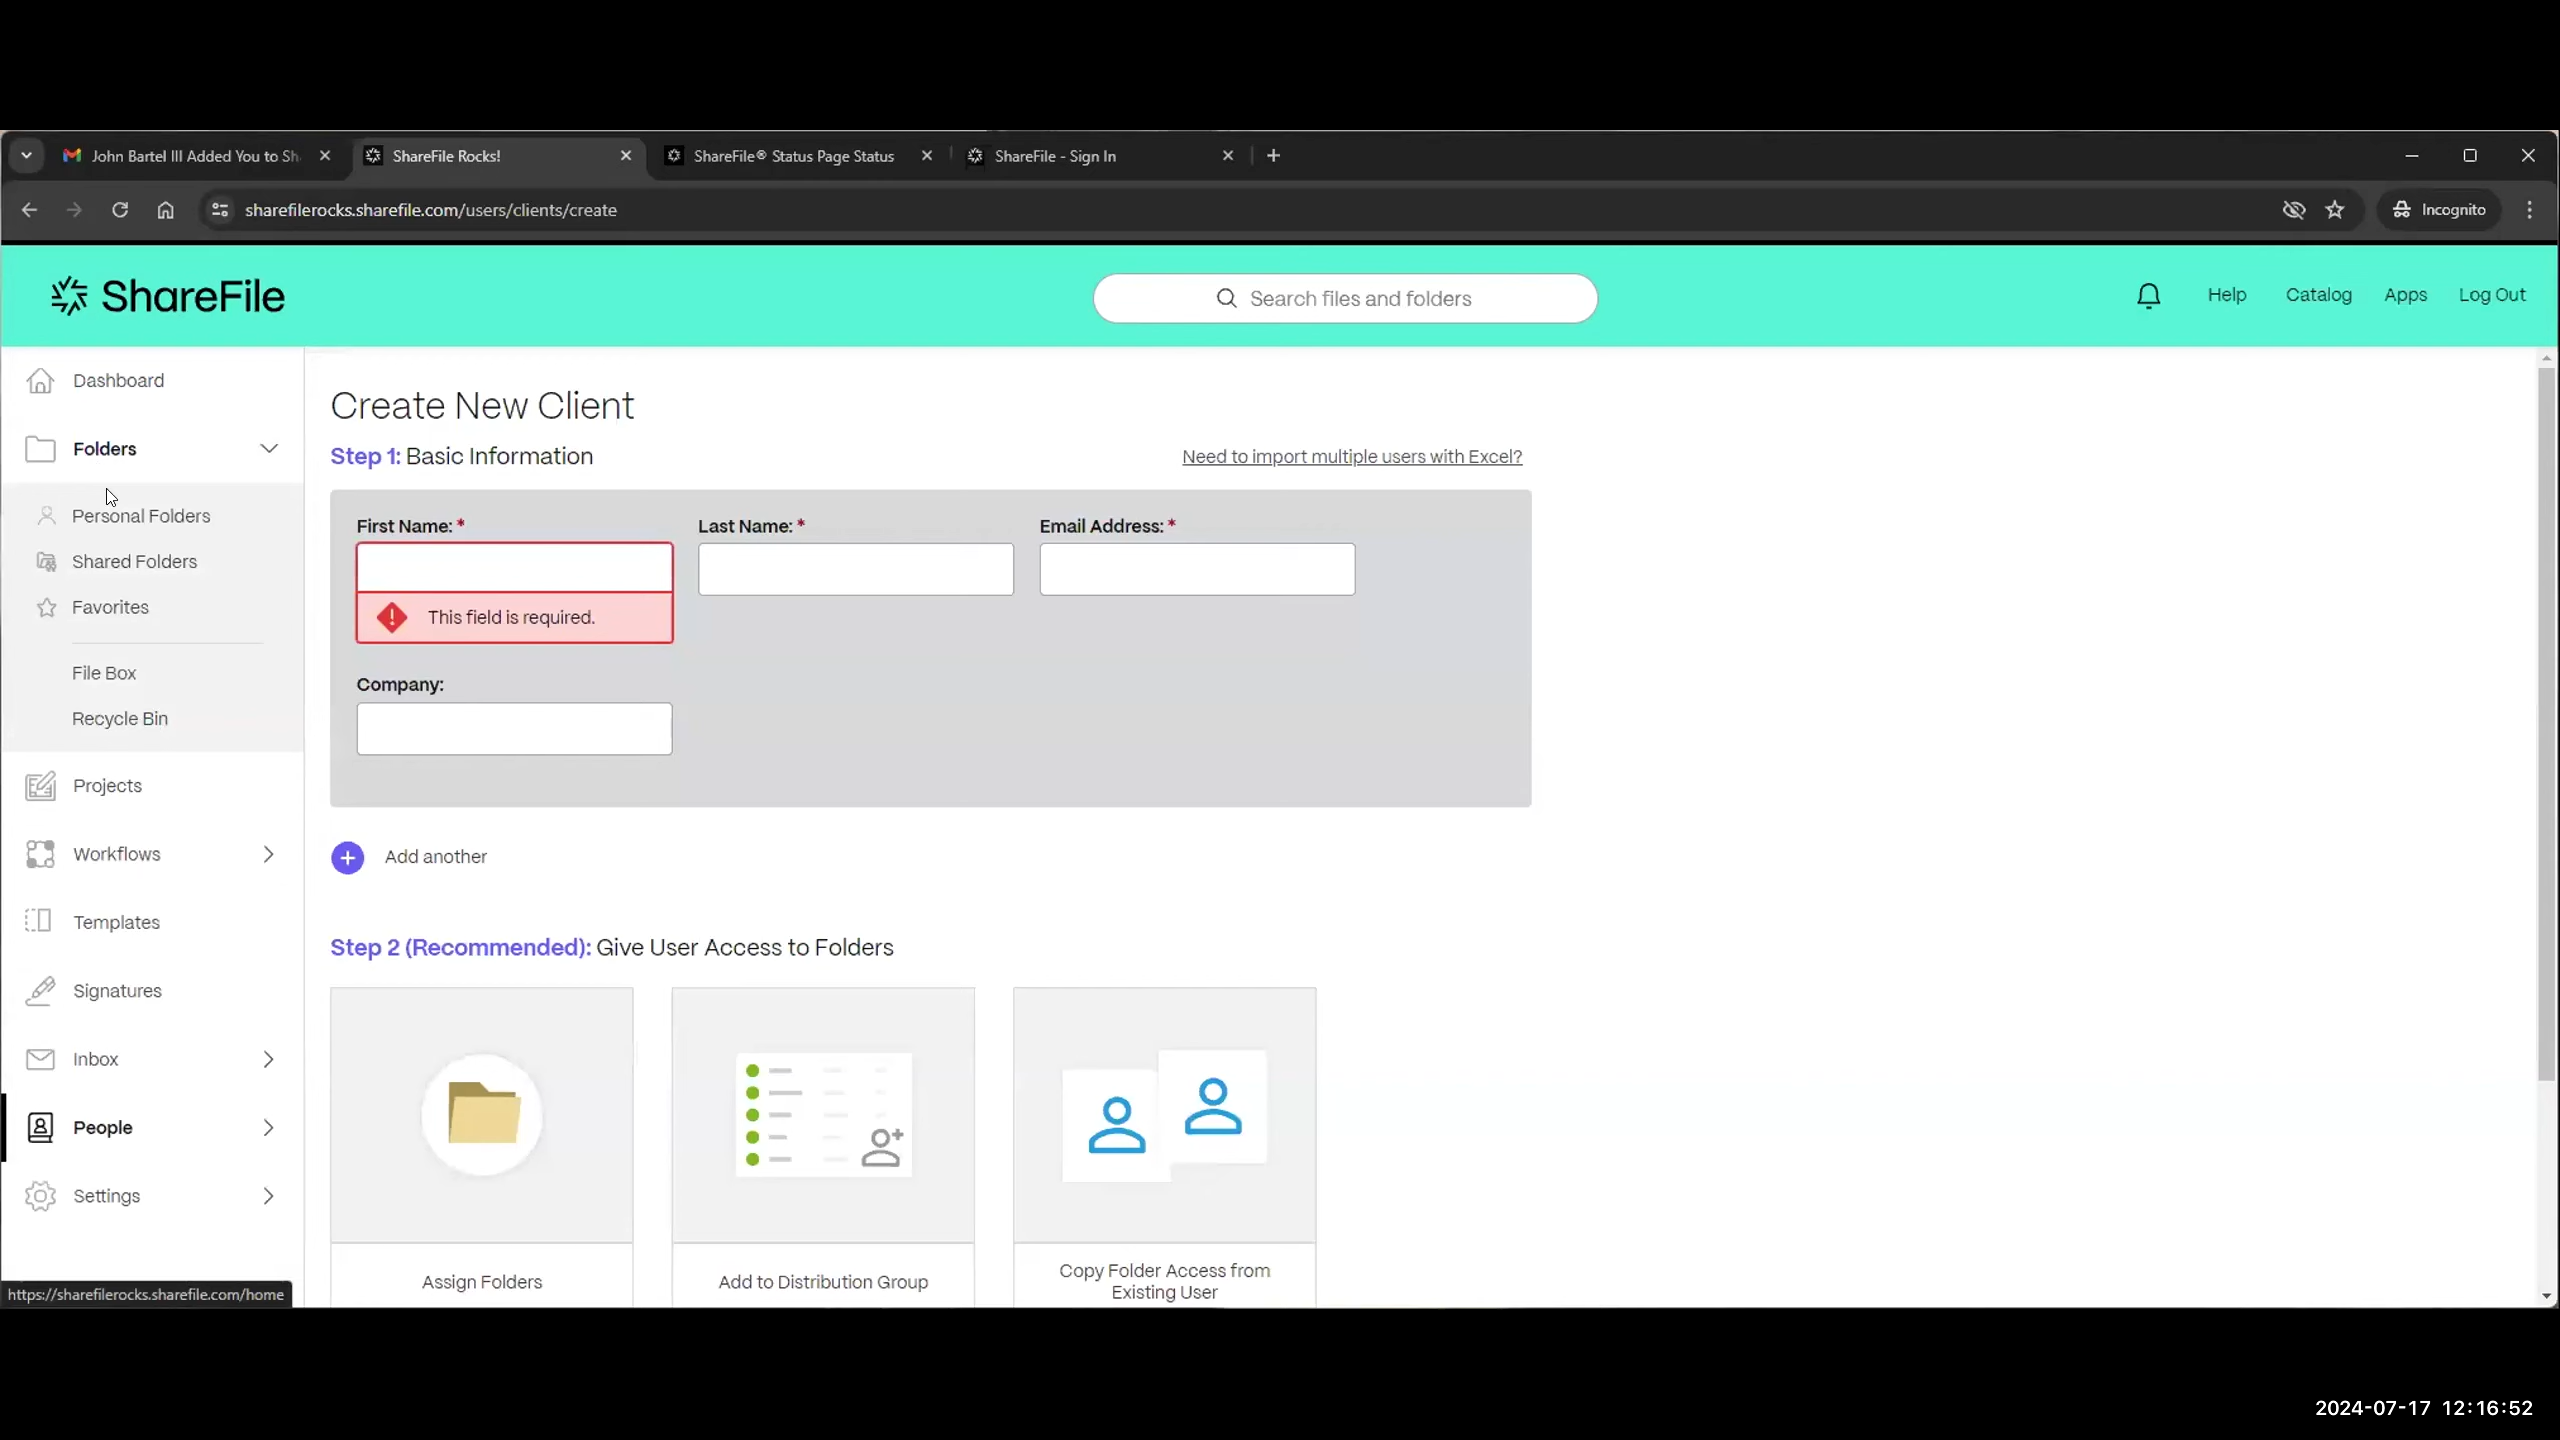 John Bartel III Added You to Sh
ShareFile Rocks!
ShareFile® Status Page Status
ShareFile - Sign In
sharefilerocks.sharefile.com/users/clients/create
Incognito
ShareFile
Search files and folders
Help
Catalog
Apps
Log Out
Dashboard
Folders
Personal Folders
Shared Folders
Favorites
File Box
Recycle Bin
Projects
Workflows
Templates
Signatures
Inbox
People
Settings
https://sharefilerocks.sharefile.com/home
Create New Client
Step 1: Basic Information
Need to import multiple users with Excel?
First Name: *
Last Name: *
Email Address: *
This field is required.
Company:
Add another
Step 2 (Recommended): Give User Access to Folders
Assign Folders
Add to Distribution Group
Copy Folder Access from
Existing User
2024-07-17 12:16:52